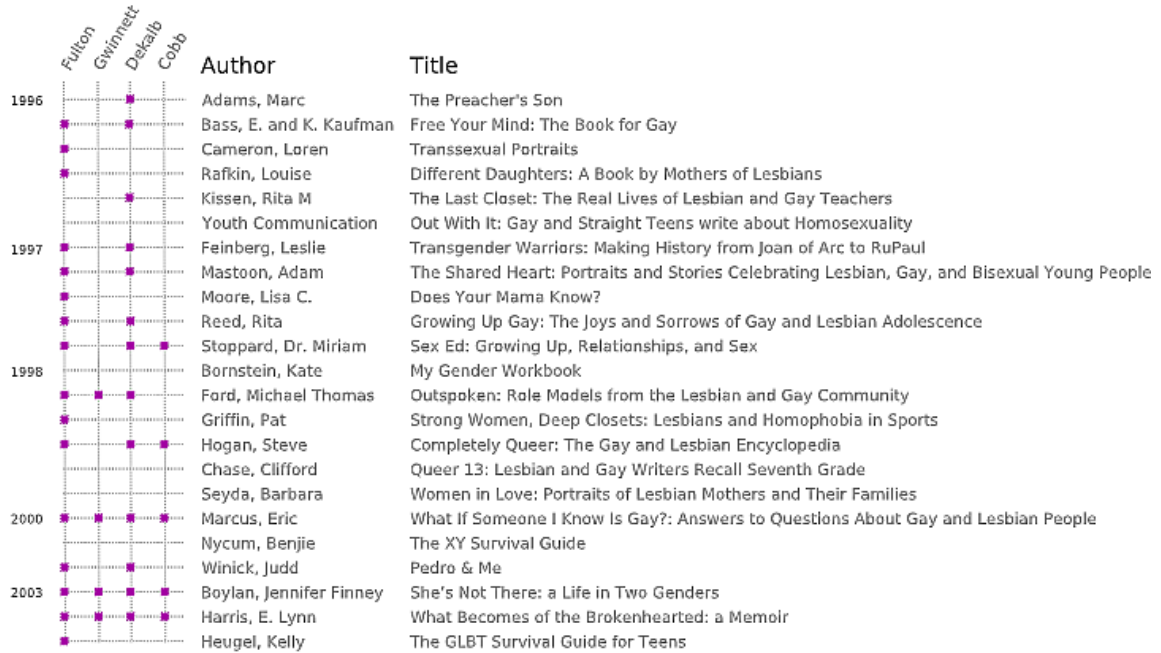 Fulton Gwinnett Dekalb Cobb
Author Title
1996 Adams, Marc The Preacher's Son
Bass, E. and K. Kaufman Free Your Mind: The Book for Gay
Cameron, Loren Transsexual Portraits
Rafkin, Louise Different Daughters: A Book by Mothers of Lesbians
Kissen, Rita M The Last Closet: The Real Lives of Lesbian and Gay Teachers
Youth Communication Out With It: Gay and Straight Teens write about Homosexuality
1997 Feinberg, Leslie Transgender Warriors: Making History from Joan of Arc to RuPaul
Mastoon, Adam The Shared Heart: Portraits and Stories Celebrating Lesbian, Gay, and Bisexual Young People
Moore, Lisa C. Does Your Mama Know?
Reed, Rita Growing Up Gay: The Joys and Sorrows of Gay and Lesbian Adolescence
Stoppard, Dr. Miriam Sex Ed: Growing Up, Relationships, and Sex
1998 Bornstein, Kate My Gender Workbook
Ford, Michael Thomas Outspoken: Role Models from the Lesbian and Gay Community
Griffin, Pat Strong Women, Deep Closets: Lesbians and Homophobia in Sports
Hogan, Steve Completely Queer: The Gay and Lesbian Encyclopedia
Chase, Clifford Queer 13: Lesbian and Gay Writers Recall Seventh Grade
Seyda, Barbara Women in Love: Portraits of Lesbian Mothers and Their Families
2000 Marcus, Eric What If Someone I Know Is Gay?: Answers to Questions About Gay and Lesbian People
Nycum, Benjie The XY Survival Guide
Winick, Judd Pedro & Me
2003 Boylan, Jennifer Finney She's Not There: a Life in Two Genders
Harris, E. Lynn What Becomes of the Brokenhearted: a Memoir
Heugel, Kelly The GLBT Survival Guide for Teens